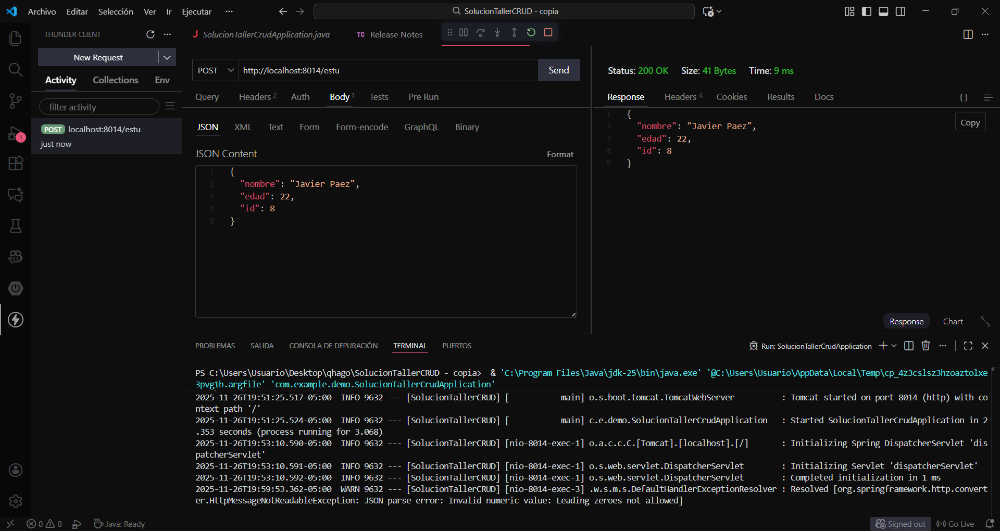 Archivo Editar Selección Ver Ir Ejecutar ··· SolucionTallerCRUD - copia
THUNDER CLIENT
New Request
Activity Collections Env
filter activity
POST localhost:8014/estu
just now
1
J SolucionTallerCrudApplication.java TC Release Notes
POST http://localhost:8014/estu Send
Query Headers 2 Auth Body 1 Tests Pre Run
JSON XML Text Form Form-encode GraphQL Binary
JSON Content Format
1 {
2 "nombre": "Javier Paez",
3 "edad": 22,
4 "id": 8
5 }
Status: 200 OK Size: 41 Bytes Time: 9 ms
Response Headers 4 Cookies Results Docs {}
Copy
1 {
2 "nombre": "Javier Paez",
3 "edad": 22,
4 "id": 8
5 }
Response Chart
PROBLEMAS SALIDA CONSOLA DE DEPURACIÓN TERMINAL PUERTOS Run: SolucionTallerCrudApplication
PS C:\Users\Usuario\Desktop\qhago\SolucionTallerCRUD - copia> & 'C:\Program Files\Java\jdk-25\bin\java.exe' '@C:\Users\Usuario\AppData\Local\Temp\cp_4z3cslsz3hzoaztolxe
3pvg1b.argfile' 'com.example.demo.SolucionTallerCrudApplication'
2025-11-26T19:51:25.517-05:00 INFO 9632 --- [SolucionTallerCRUD] [ main] o.s.boot.tomcat.TomcatWebServer : Tomcat started on port 8014 (http) with co
ntext path '/'
2025-11-26T19:51:25.524-05:00 INFO 9632 --- [SolucionTallerCRUD] [ main] c.e.demo.SolucionTallerCrudApplication : Started SolucionTallerCrudApplication in 2
.353 seconds (process running for 3.068)
2025-11-26T19:53:10.590-05:00 INFO 9632 --- [SolucionTallerCRUD] [nio-8014-exec-1] o.a.c.c.C.[Tomcat].[localhost].[/] : Initializing Spring DispatcherServlet 'dis
patcherServlet'
2025-11-26T19:53:10.591-05:00 INFO 9632 --- [SolucionTallerCRUD] [nio-8014-exec-1] o.s.web.servlet.DispatcherServlet : Initializing Servlet 'dispatcherServlet'
2025-11-26T19:53:10.592-05:00 INFO 9632 --- [SolucionTallerCRUD] [nio-8014-exec-1] o.s.web.servlet.DispatcherServlet : Completed initialization in 1 ms
2025-11-26T19:59:53.362-05:00 WARN 9632 --- [SolucionTallerCRUD] [nio-8014-exec-3] .w.s.m.s.DefaultHandlerExceptionResolver : Resolved [org.springframework.http.convert
er.HttpMessageNotReadableException: JSON parse error: Invalid numeric value: Leading zeroes not allowed]
0 0 Java: Ready Signed out Go Live